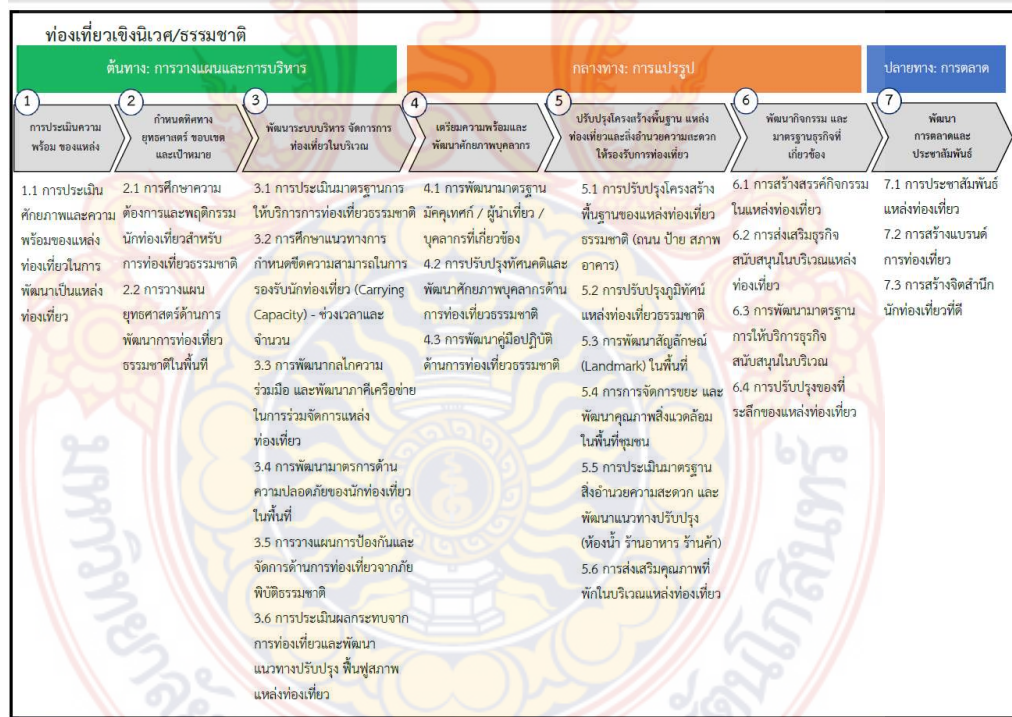 ท่องเที่ยวเชิงนิเวศ/ธรรมชาติ
ต้นทาง: การวางแผนและการบริหาร
กลางทาง: การแปรรูป
ปลายทาง: การตลาด
1
การประเมินความ
พร้อม ของแหล่ง
2
กำหนดทิศทาง
ยุทธศาสตร์ ขอบเขต
และเป้าหมาย
3
พัฒนาระบบบริหาร จัดการการ
ท่องเที่ยวในบริเวณ
4
เตรียมความพร้อมและ
พัฒนาศักยภาพบุคลากร
5
ปรับปรุงโครงสร้างพื้นฐาน แหล่ง
ท่องเที่ยวและสิ่งอำนวยความสะดวก
ให้รองรับการท่องเที่ยว
6
พัฒนากิจกรรม และ
มาตรฐานธุรกิจที่
เกี่ยวข้อง
7
พัฒนา
การตลาดและ
ประชาสัมพันธ์
1.1 การประเมิน
ศักยภาพและความ
พร้อมของแหล่ง
ท่องเที่ยวในการ
พัฒนาเป็นแหล่ง
ท่องเที่ยว
2.1 การศึกษาความ
ต้องการและพฤติกรรม
นักท่องเที่ยวสำหรับ
การท่องเที่ยวธรรมชาติ
2.2 การวางแผน
ยุทธศาสตร์ด้านการ
พัฒนาการท่องเที่ยว
ธรรมชาติในพื้นที่
3.1 การประเมินมาตรฐานการ
ให้บริการการท่องเที่ยวธรรมชาติ
3.2 การศึกษาแนวทางการ
กำหนดขีดความสามารถในการ
รองรับนักท่องเที่ยว (Carrying
Capacity) - ช่วงเวลาและ
จำนวน
3.3 การพัฒนากลไกความ
ร่วมมือ และพัฒนาภาคีเครือข่าย
ในการร่วมจัดการแหล่ง
ท่องเที่ยว
3.4 การพัฒนามาตรการด้าน
ความปลอดภัยของนักท่องเที่ยว
ในพื้นที่
3.5 การวางแผนการป้องกันและ
จัดการด้านการท่องเที่ยวจากภัย
พิบัติธรรมชาติ
3.6 การประเมินผลกระทบจาก
การท่องเที่ยวและพัฒนา
แนวทางปรับปรุง ฟื้นฟูสภาพ
แหล่งท่องเที่ยว
4.1 การพัฒนามาตรฐาน
มัคคุเทศก์ / ผู้นำเที่ยว /
บุคลากรที่เกี่ยวข้อง
4.2 การปรับปรุงทัศนคติและ
พัฒนาศักยภาพบุคลากรด้าน
การท่องเที่ยวธรรมชาติ
4.3 การพัฒนาคู่มือปฏิบัติ
ด้านการท่องเที่ยวธรรมชาติ
5.1 การปรับปรุงโครงสร้าง
พื้นฐานของแหล่งท่องเที่ยว
ธรรมชาติ (ถนน ป้าย สภาพ
อาคาร)
5.2 การปรับปรุงภูมิทัศน์
แหล่งท่องเที่ยวธรรมชาติ
5.3 การพัฒนาสัญลักษณ์
(Landmark) ในพื้นที่
5.4 การการจัดการขยะ และ
พัฒนาคุณภาพสิ่งแวดล้อม
ในพื้นที่ชุมชน
5.5 การประเมินมาตรฐาน
สิ่งอำนวยความสะดวก และ
พัฒนาแนวทางปรับปรุง
(ห้องน้ำ ร้านอาหาร ร้านค้า)
5.6 การส่งเสริมคุณภาพที่
พักในบริเวณแหล่งท่องเที่ยว
6.1 การสร้างสรรค์กิจกรรม
ในแหล่งท่องเที่ยว
6.2 การส่งเสริมธุรกิจ
สนับสนุนในบริเวณแหล่ง
ท่องเที่ยว
6.3 การพัฒนามาตรฐาน
การให้บริการธุรกิจ
สนับสนุนในบริเวณ
6.4 การปรับปรุงของที่
ระลึกของแหล่งท่องเที่ยว
7.1 การประชาสัมพันธ์
แหล่งท่องเที่ยว
7.2 การสร้างแบรนด์
การท่องเที่ยว
7.3 การสร้างจิตสำนึก
นักท่องเที่ยวที่ดี